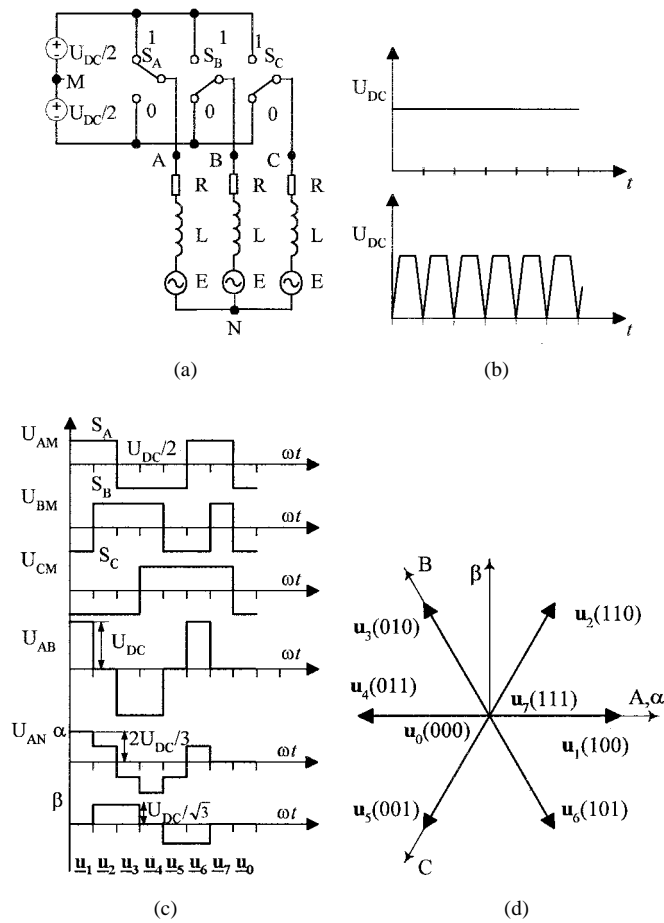 1 1 1
U_DC/2 S_A S_B S_C
M
U_DC/2 0 0 0
A B C
R R R
L L L
E E E
N
(a)
U_DC
t
U_DC
t
(b)
U_AM S_A U_DC/2 ωt
U_BM S_B ωt
U_CM S_C ωt
U_AB U_DC ωt
U_AN α 2U_DC/3 ωt
β U_DC/√3 ωt
u_1 u_2 u_3 u_4 u_5 u_6 u_7 u_0
(c)
B β
u_3(010) u_2(110)
u_4(011) u_7(111) A,α
u_0(000) u_1(100)
u_5(001) u_6(101)
C
(d)